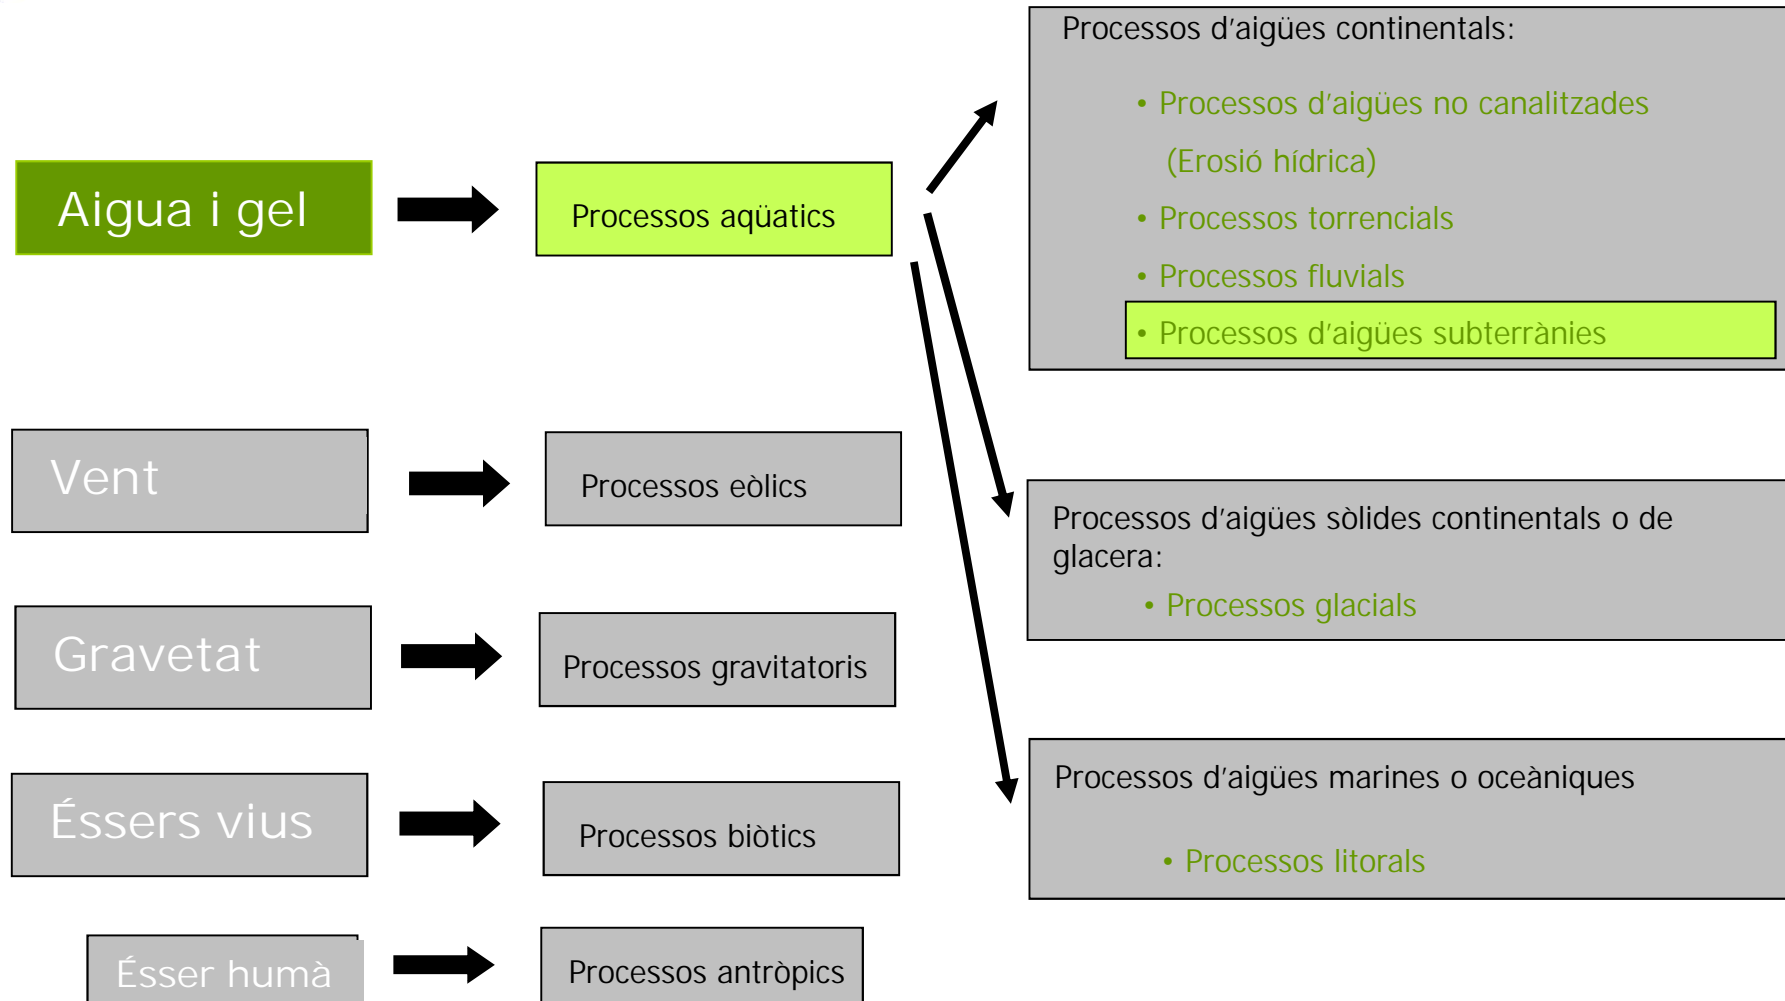 Aigua i gel
Processos aqüatics
Processos d'aigües continentals:
• Processos d'aigües no canalitzades
(Erosió hídrica)
• Processos torrencials
• Processos fluvials
• Processos d'aigües subterrànies
Vent
Processos eòlics
Processos d'aigües sòlides continentals o de
glacera:
• Processos glacials
Gravetat
Processos gravitatoris
Éssers vius
Processos biòtics
Processos d'aigües marines o oceàniques
• Processos litorals
Ésser humà
Processos antròpics